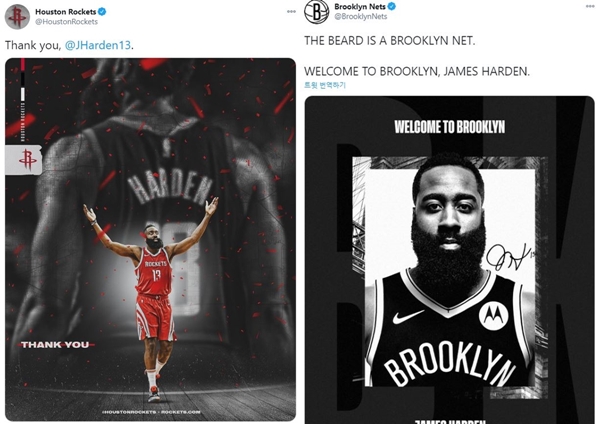 Houston Rockets
@HoustonRockets
Thank you, @JHarden13.
HOUSTON ROCKETS
HARDEN
13
ROCKETS
13
THANK YOU
#HOUSTONROCKETS / ROCKETS.COM
Brooklyn Nets
@BrooklynNets
THE BEARD IS A BROOKLYN NET.
WELCOME TO BROOKLYN, JAMES HARDEN.
트윗 번역하기
WELCOME TO BROOKLYN
BROOKLYN
JAMES HARDEN